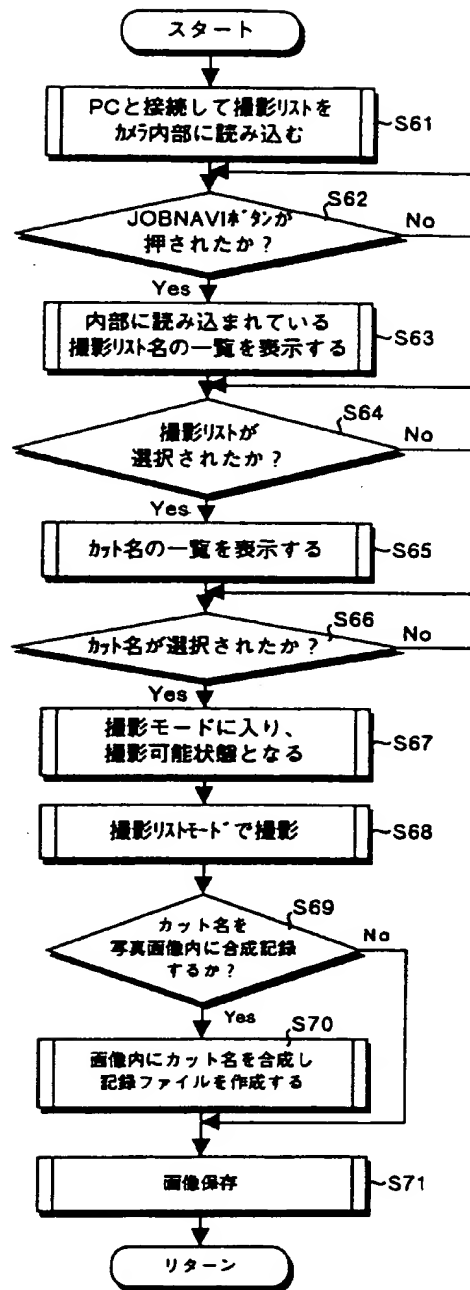 スタート
PCと接続して撮影リストを
カメラ内部に読み込む
S61
S62
JOBNAVIボタンが
押されたか？
No
Yes
内部に読み込まれている
撮影リスト名の一覧を表示する
S63
S64
撮影リストが
選択されたか？
No
Yes
カット名の一覧を表示する
S65
S66
カット名が選択されたか？
No
Yes
撮影モードに入り、
撮影可能状態となる
S67
撮影リストモードで撮影
S68
S69
カット名を
写真画像内に合成記録
するか？
No
Yes
S70
画像内にカット名を合成し
記録ファイルを作成する
画像保存
S71
リターン